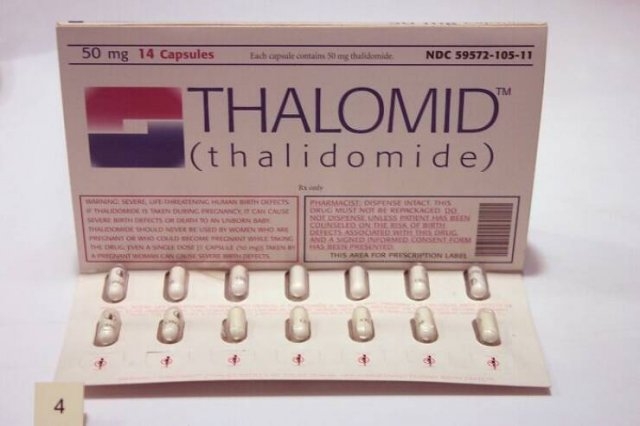 50 mg 14 Capsules Each capsule contains 50 mg thalidomide. NDC 59572-105-11
THALOMID™
(thalidomide)
Rx only
WARNING: SEVERE, LIFE-THREATENING HUMAN BIRTH DEFECTS.
IF THALIDOMIDE IS TAKEN DURING PREGNANCY, IT CAN CAUSE
SEVERE BIRTH DEFECTS OR DEATH TO AN UNBORN BABY.
THALIDOMIDE SHOULD NEVER BE USED BY WOMEN WHO ARE
PREGNANT OR WHO COULD BECOME PREGNANT WHILE TAKING
THE DRUG. EVEN A SINGLE DOSE [1 CAPSULE (50 mg)] TAKEN BY
A PREGNANT WOMAN CAN CAUSE SEVERE BIRTH DEFECTS.
PHARMACIST: DISPENSE INTACT. THIS
DRUG MUST NOT BE REPACKAGED. DO
NOT DISPENSE UNLESS PATIENT HAS BEEN
COUNSELED ON THE RISK OF BIRTH
DEFECTS ASSOCIATED WITH THIS DRUG,
AND A SIGNED INFORMED CONSENT FORM
HAS BEEN PRESENTED.
THIS AREA FOR PRESCRIPTION LABEL
4